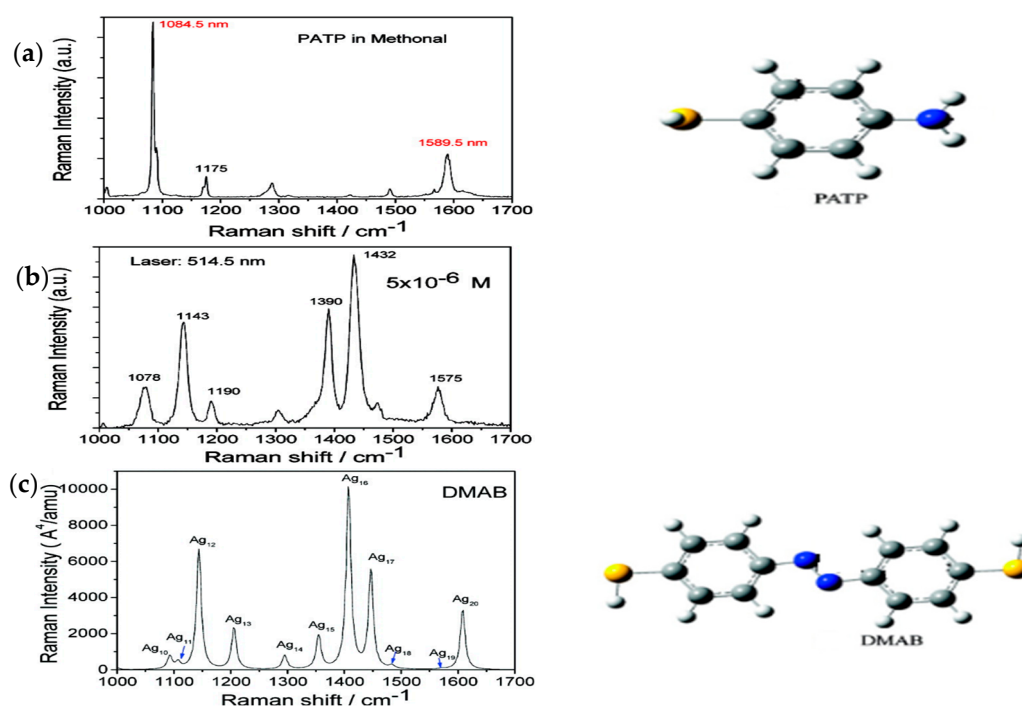 (a)
1084.5 nm
PATP in Methonal
1175
1589.5 nm
Raman Intensity (a.u.)
1000 1100 1200 1300 1400 1500 1600 1700
Raman shift / cm-1
PATP
(b)
Laser: 514.5 nm
1432
5x10-6 M
1390
1143
1078
1190
1575
Raman Intensity (a.u.)
1000 1100 1200 1300 1400 1500 1600 1700
Raman shift / cm-1
(c)
Ag16
DMAB
10000
8000
6000
4000
2000
0
Ag12
Ag17
Ag20
Ag13
Ag15
Ag10
Ag11
Ag14
Ag18
Ag19
Raman Intensity ( A4/amu)
1000 1100 1200 1300 1400 1500 1600 1700
Raman shift / cm-1
DMAB